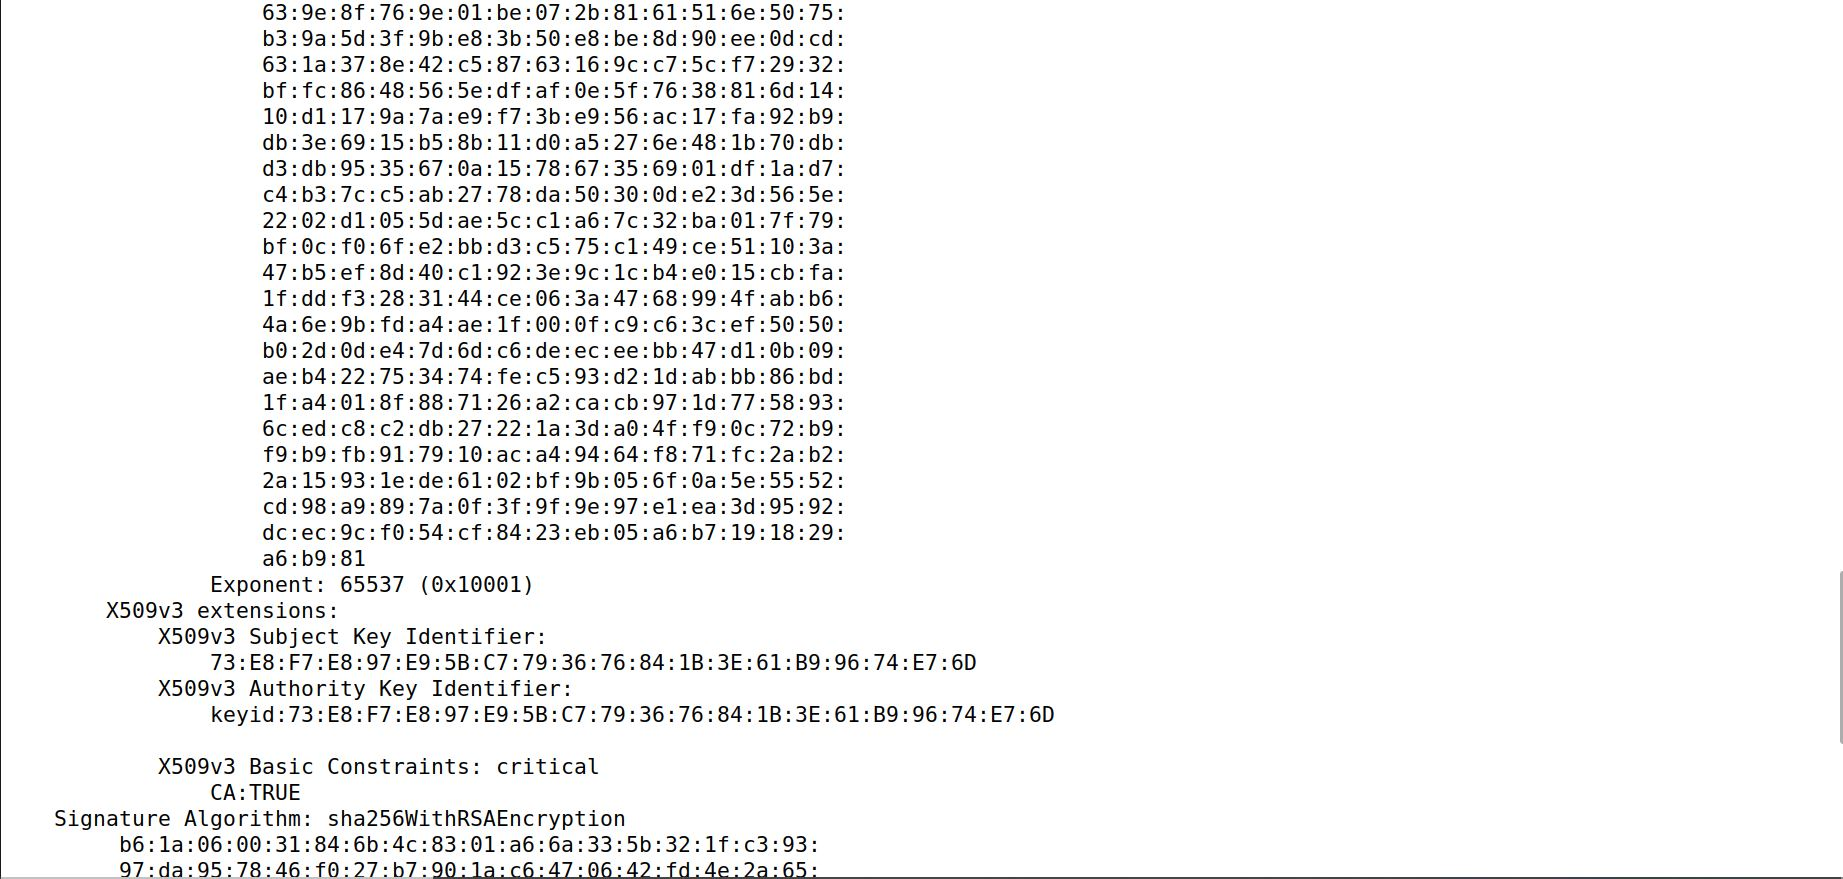 63:9e:8f:76:9e:01:be:07:2b:81:61:51:6e:50:75:
b3:9a:5d:3f:9b:e8:3b:50:e8:be:8d:90:ee:0d:cd:
63:1a:37:8e:42:c5:87:63:16:9c:c7:5c:f7:29:32:
bf:fc:86:48:56:5e:df:af:0e:5f:76:38:81:6d:14:
10:d1:17:9a:7a:e9:f7:3b:e9:56:ac:17:fa:92:b9:
db:3e:69:15:b5:8b:11:d0:a5:27:6e:48:1b:70:db:
d3:db:95:35:67:0a:15:78:67:35:69:01:df:1a:d7:
c4:b3:7c:c5:ab:27:78:da:50:30:0d:e2:3d:56:5e:
22:02:d1:05:5d:ae:5c:c1:a6:7c:32:ba:01:7f:79:
bf:0c:f0:6f:e2:bb:d3:c5:75:c1:49:ce:51:10:3a:
47:b5:ef:8d:40:c1:92:3e:9c:1c:b4:e0:15:cb:fa:
1f:dd:f3:28:31:44:ce:06:3a:47:68:99:4f:ab:b6:
4a:6e:9b:fd:a4:ae:1f:00:0f:c9:c6:3c:ef:50:50:
b0:2d:0d:e4:7d:6d:c6:de:ec:ee:bb:47:d1:0b:09:
ae:b4:22:75:34:74:fe:c5:93:d2:1d:ab:bb:86:bd:
1f:a4:01:8f:88:71:26:a2:ca:cb:97:1d:77:58:93:
6c:ed:c8:c2:db:27:22:1a:3d:a0:4f:f9:0c:72:b9:
f9:b9:fb:91:79:10:ac:a4:94:64:f8:71:fc:2a:b2:
2a:15:93:1e:de:61:02:bf:9b:05:6f:0a:5e:55:52:
cd:98:a9:89:7a:0f:3f:9f:9e:97:e1:ea:3d:95:92:
dc:ec:9c:f0:54:cf:84:23:eb:05:a6:b7:19:18:29:
a6:b9:81
Exponent: 65537 (0x10001)
X509v3 extensions:
X509v3 Subject Key Identifier:
73:E8:F7:E8:97:E9:5B:C7:79:36:76:84:1B:3E:61:B9:96:74:E7:6D
X509v3 Authority Key Identifier:
keyid:73:E8:F7:E8:97:E9:5B:C7:79:36:76:84:1B:3E:61:B9:96:74:E7:6D
X509v3 Basic Constraints: critical
CA:TRUE
Signature Algorithm: sha256WithRSAEncryption
b6:1a:06:00:31:84:6b:4c:83:01:a6:6a:33:5b:32:1f:c3:93:
97:da:95:78:46:f0:27:b7:90:1a:c6:47:06:42:fd:4e:2a:65: